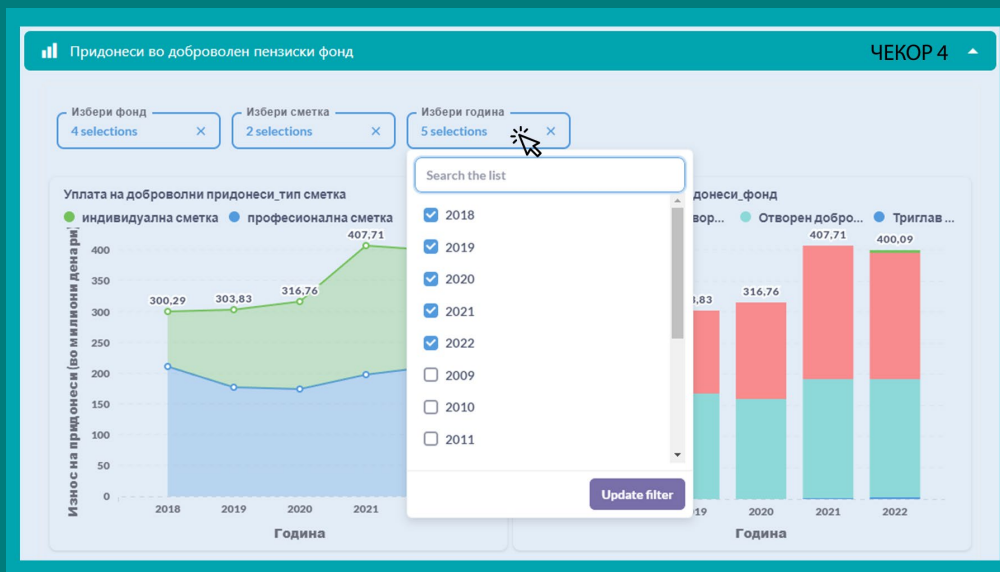 Придонеси во доброволен пензиски фонд
ЧЕКОР 4
Избери фонд
4 selections
Избери сметка
2 selections
Избери година
5 selections
Search the list
2018
2019
2020
2021
2022
2009
2010
2011
Update filter
Уплата на доброволни придонеси_тип сметка
индивидуална сметка професионална сметка
Износ на придонеси (во милиони денари)
400
350
300
250
200
150
100
50
0
300,29
303,83
316,76
407,71
2018
2019
2020
2021
Година
донеси_фонд
вор... Отворен добро... Триглав ...
,83
316,76
407,71
400,09
19
2020
2021
2022
Година